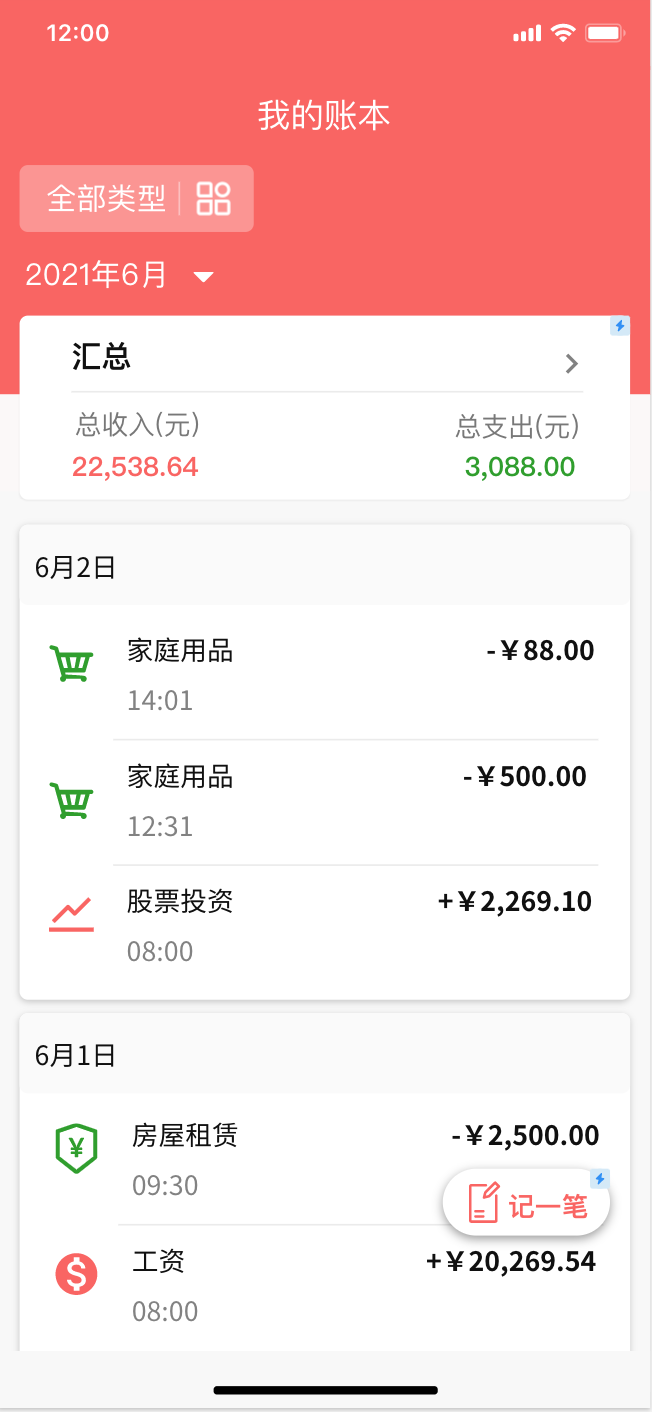 12:00
我的账本
全部类型
2021年6月
汇总
总收入(元) 总支出(元)
22,538.64 3,088.00
6月2日
家庭用品 -￥88.00
14:01
家庭用品 -￥500.00
12:31
股票投资 +￥2,269.10
08:00
6月1日
房屋租赁 -￥2,500.00
09:30
记一笔
工资 +￥20,269.54
08:00